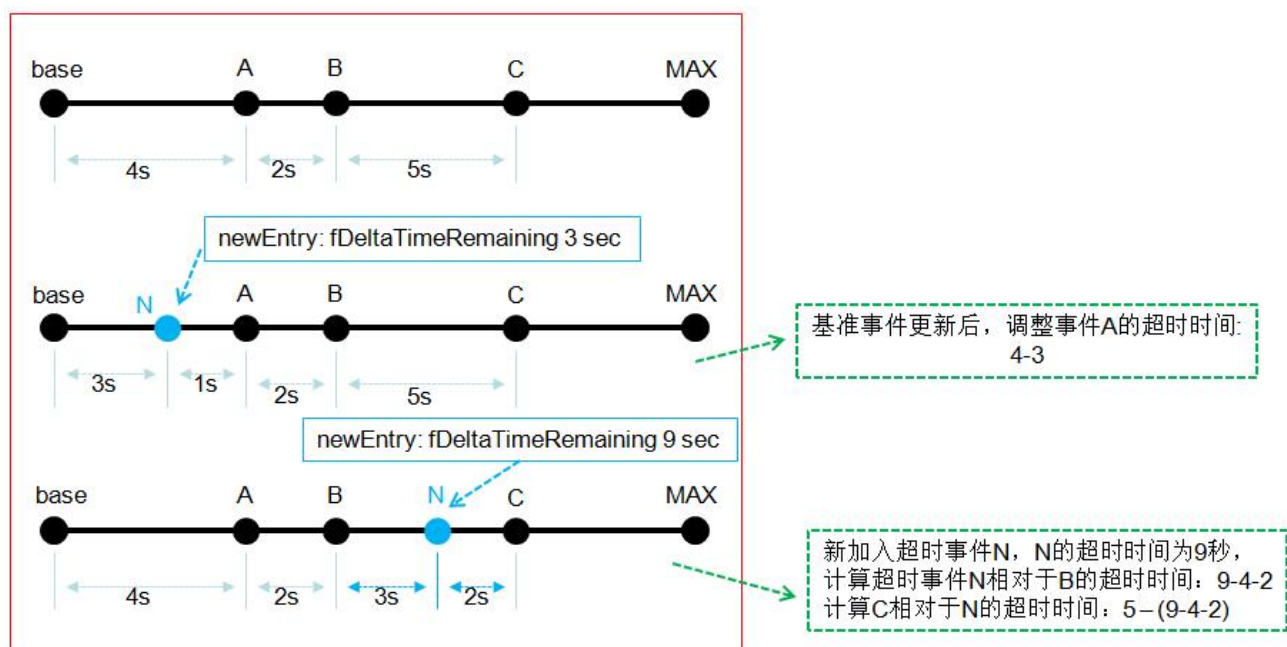 base A B C MAX
4s 2s 5s
newEntry: fDeltaTimeRemaining 3 sec
base N A B C MAX
3s 1s 2s 5s
基准事件更新后，调整事件A的超时时间:
4-3
newEntry: fDeltaTimeRemaining 9 sec
base A B N C MAX
4s 2s 3s 2s
新加入超时事件N，N的超时时间为9秒，
计算超时事件N相对于B的超时时间：9-4-2
计算C相对于N的超时时间：5–(9-4-2)